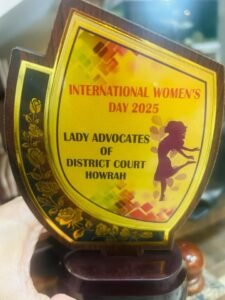 INTERNATIONAL WOMEN'S
DAY 2025
LADY ADVOCATES
OF
DISTRICT COURT
HOWRAH